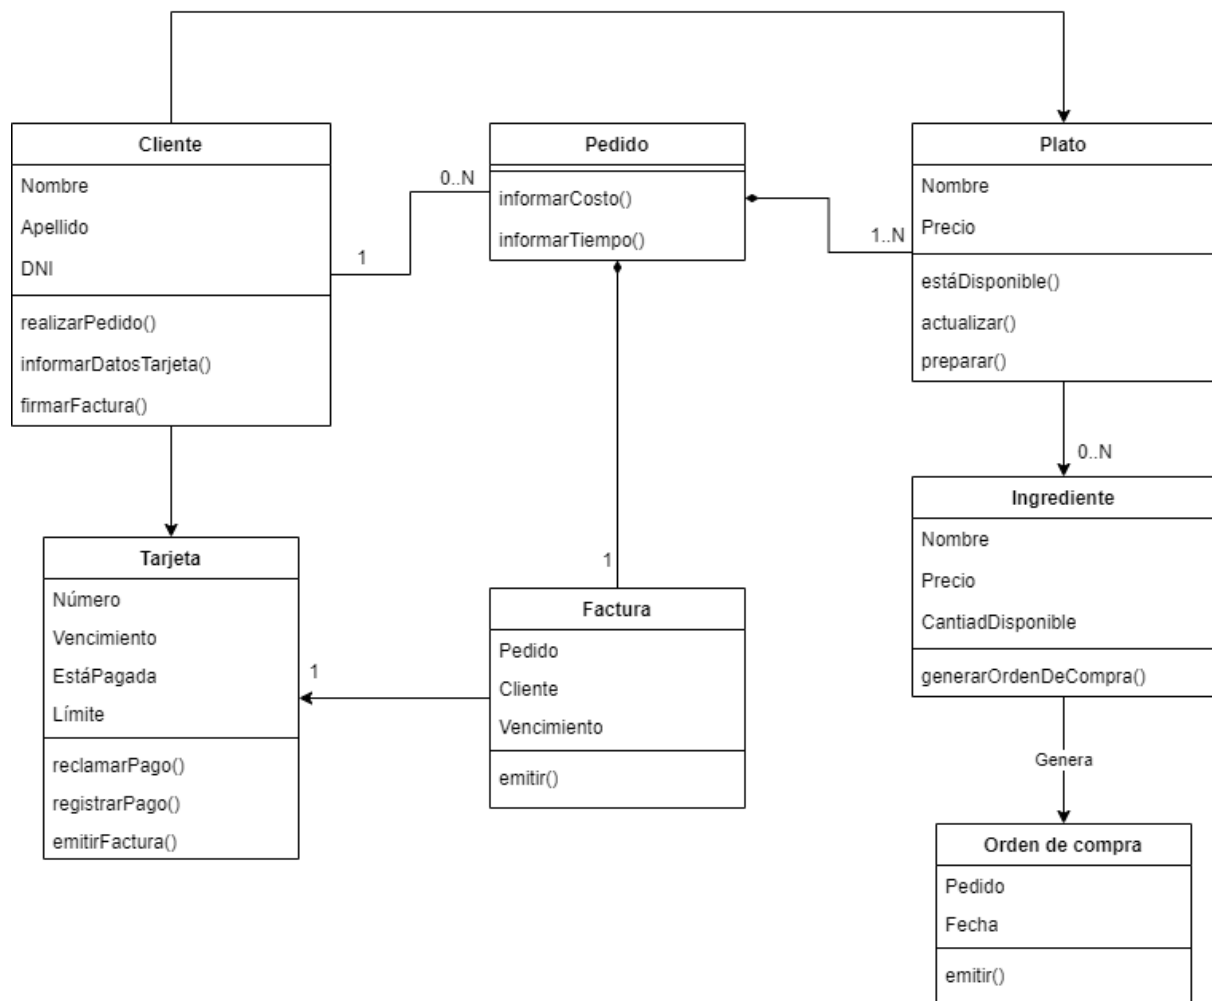 Cliente
Nombre
Apellido
DNI
realizarPedido()
informarDatosTarjeta()
firmarFactura()
1
0..N
Pedido
informarCosto()
informarTiempo()
1..N
Plato
Nombre
Precio
estáDisponible()
actualizar()
preparar()
0..N
Ingrediente
Nombre
Precio
CantiadDisponible
generarOrdenDeCompra()
Genera
Orden de compra
Pedido
Fecha
emitir()
Tarjeta
Número
Vencimiento
EstáPagada
Límite
reclamarPago()
registrarPago()
emitirFactura()
1
1
Factura
Pedido
Cliente
Vencimiento
emitir()